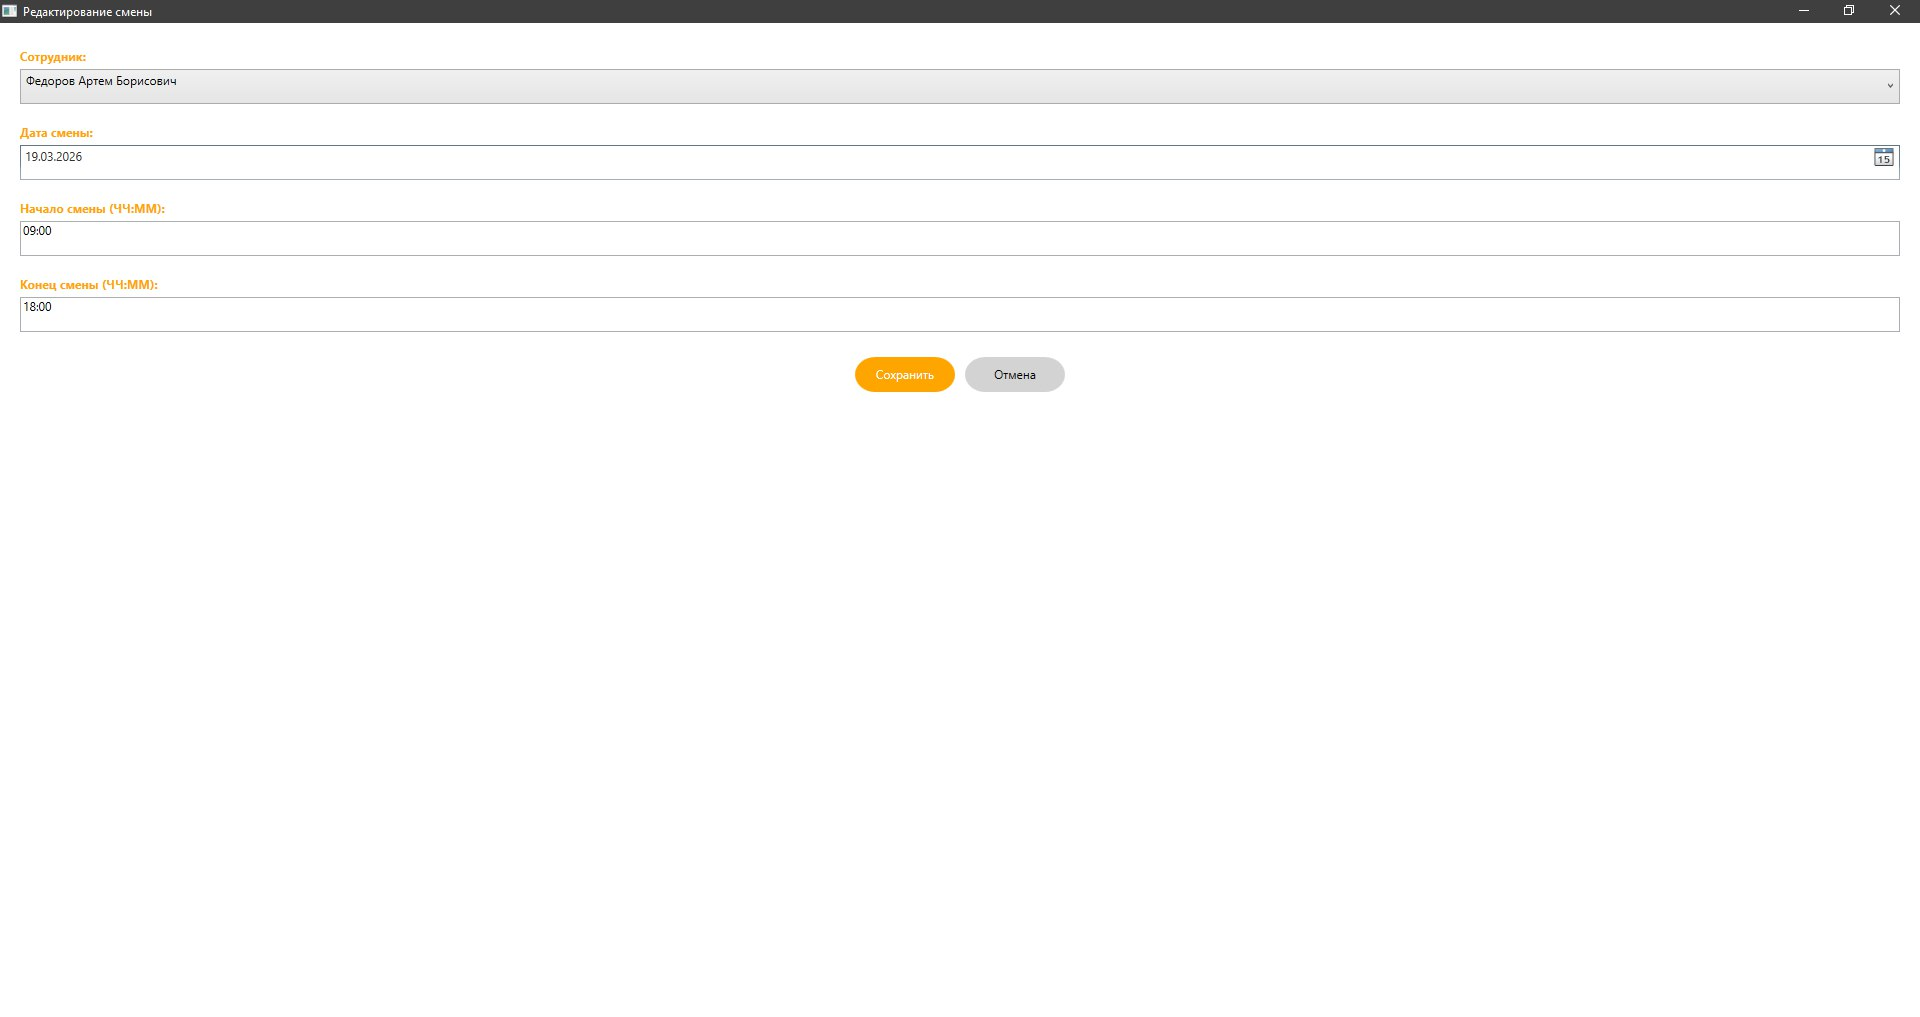 Редактирование смены
Сотрудник:
Федоров Артем Борисович
Дата смены:
19.03.2026
15
Начало смены (ЧЧ:ММ):
09:00
Конец смены (ЧЧ:ММ):
18:00
Сохранить Отмена